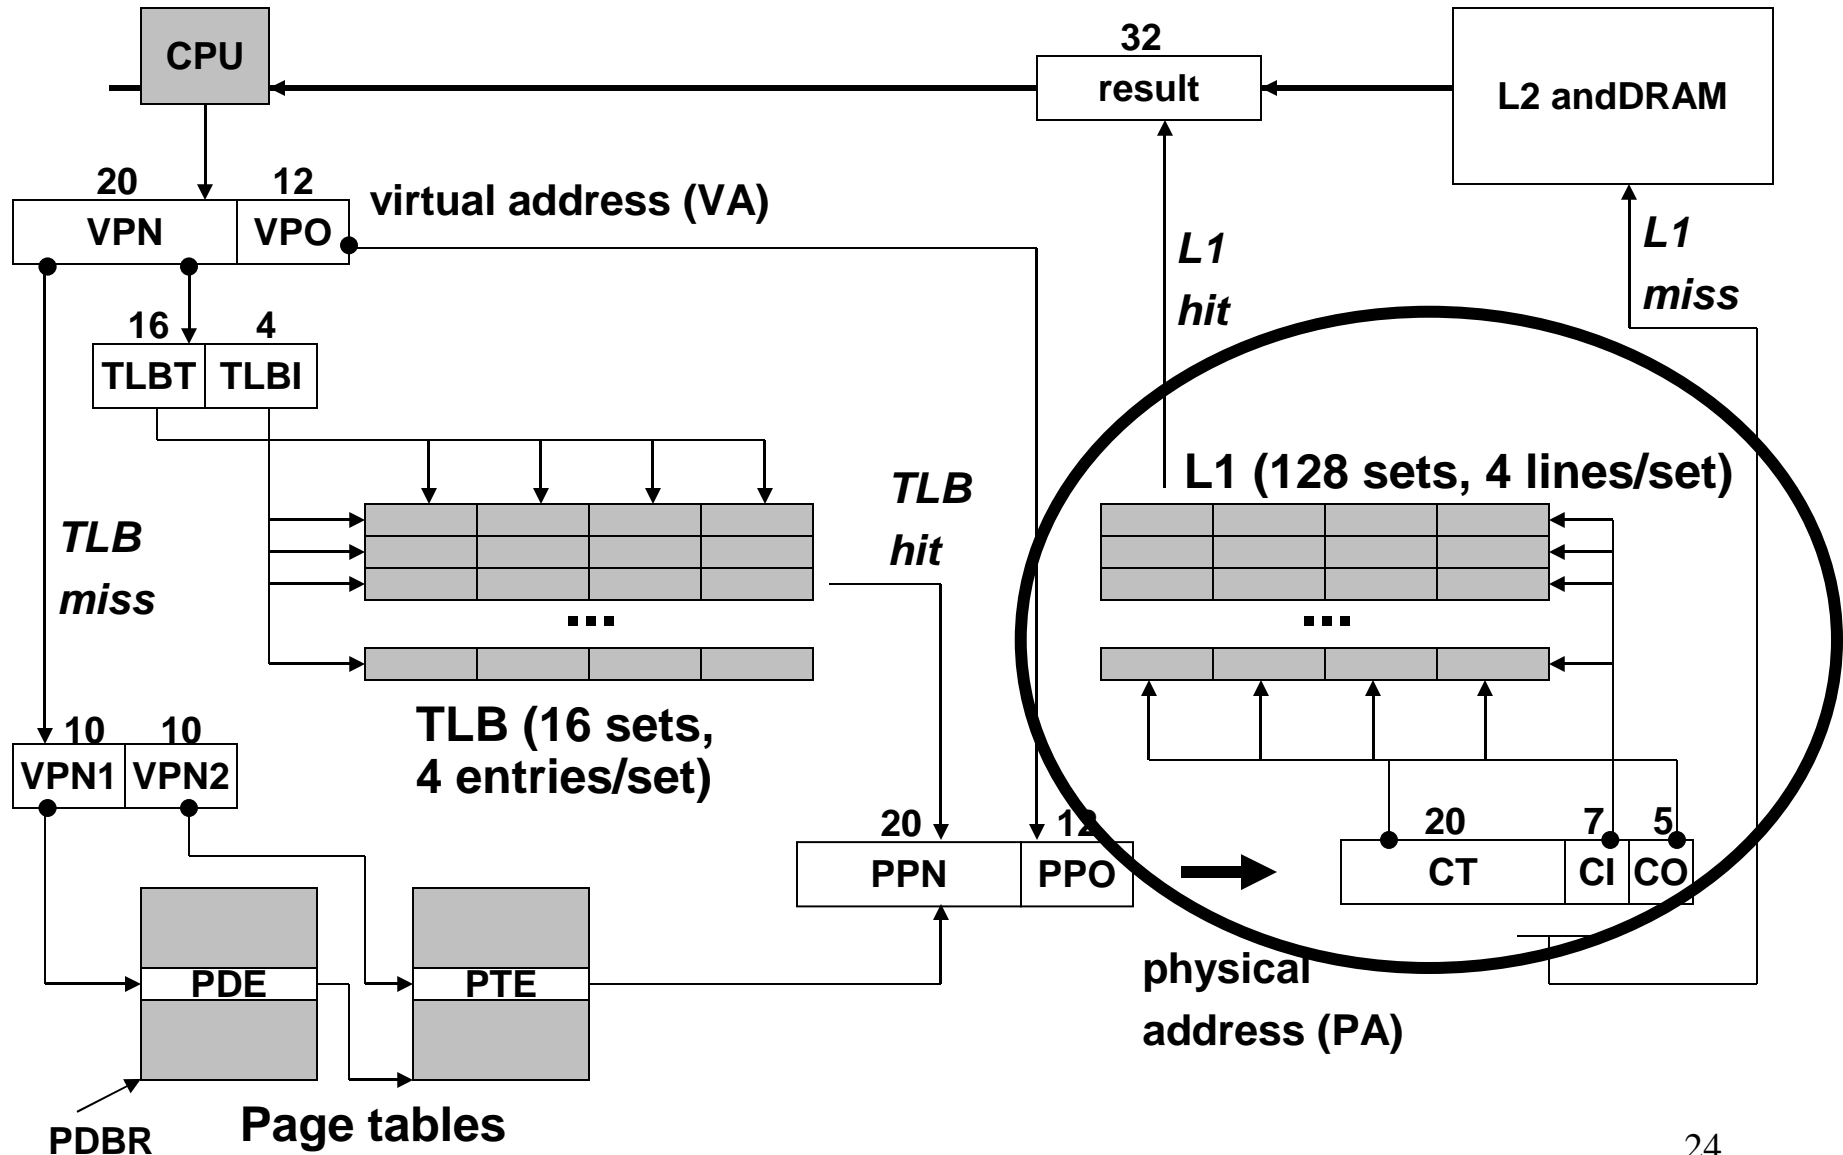 CPU
32
result
L2 andDRAM
20
12
virtual address (VA)
VPN
VPO
L1
hit
L1
miss
16
4
TLBT
TLBI
TLB
miss
TLB
hit
L1 (128 sets, 4 lines/set)
...
...
TLB (16 sets,
4 entries/set)
10
10
VPN1
VPN2
20
12
PPN
PPO
20
7
5
CT
CI
CO
PDE
PTE
physical
address (PA)
PDBR
Page tables
24